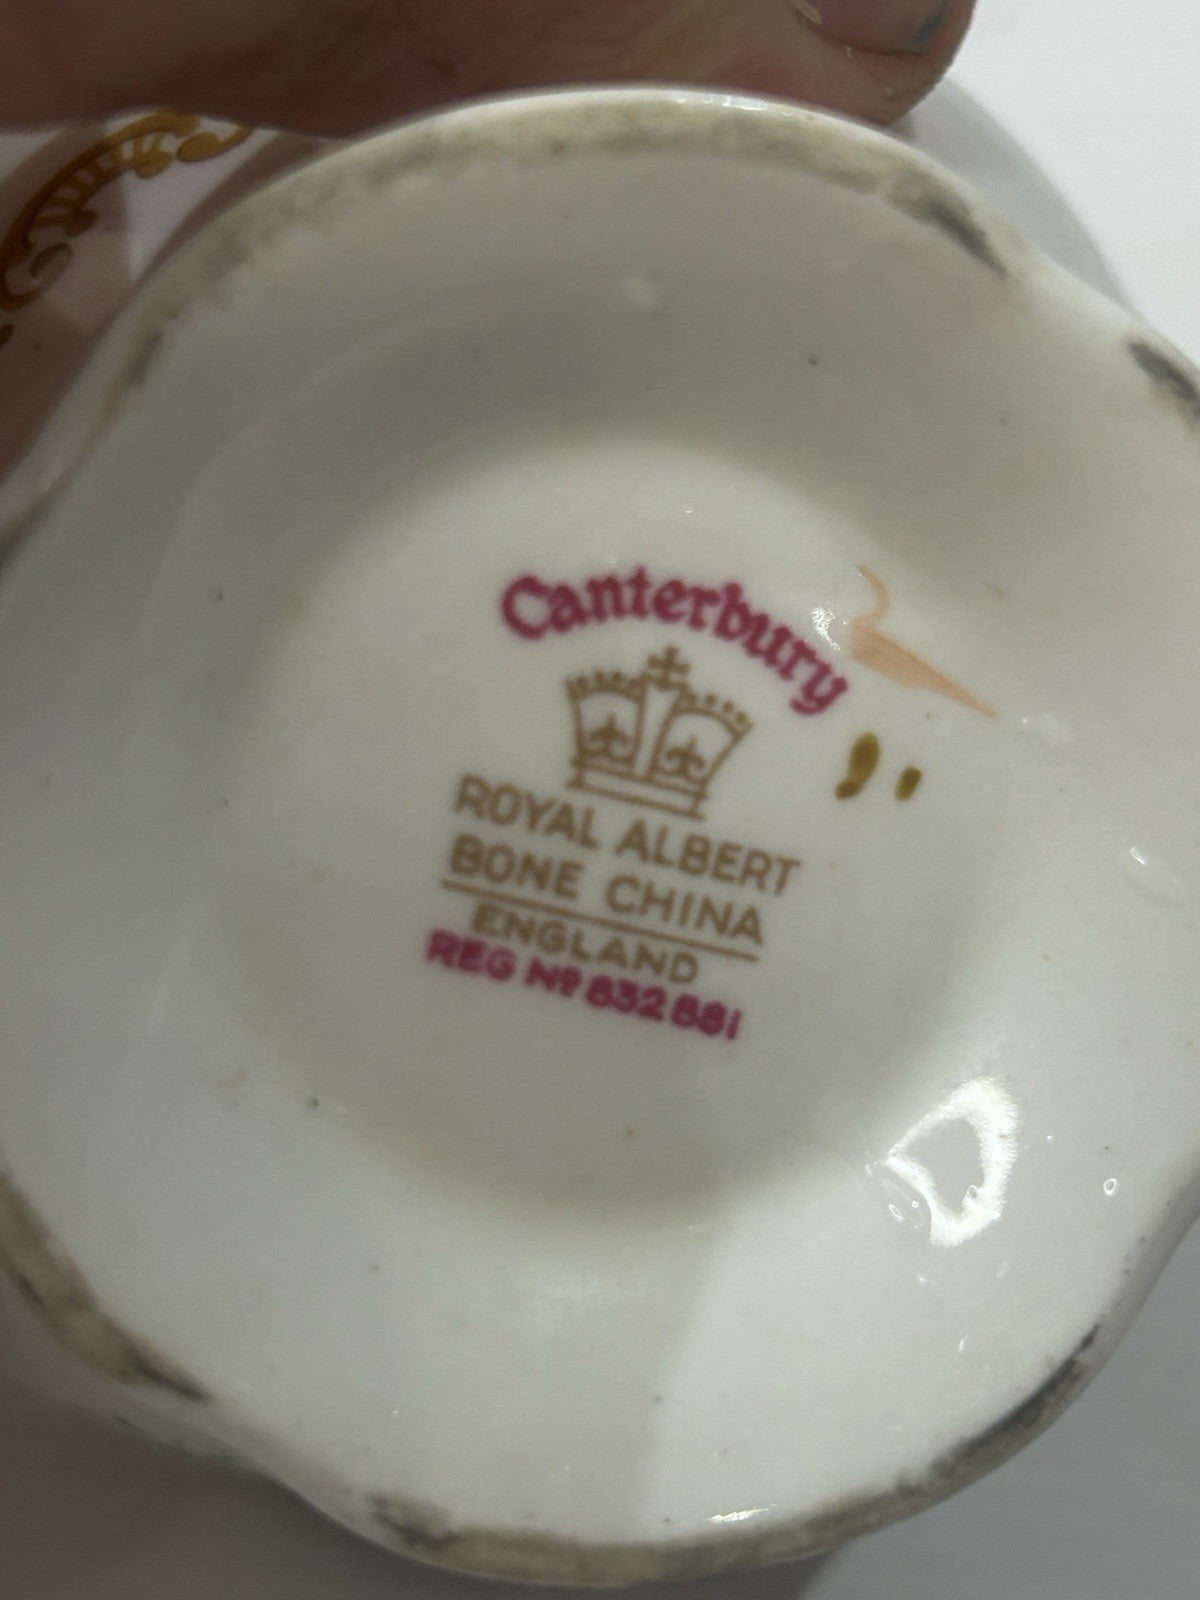 Canterbury
ROYAL ALBERT
BONE CHINA
ENGLAND
REG Nº 832881